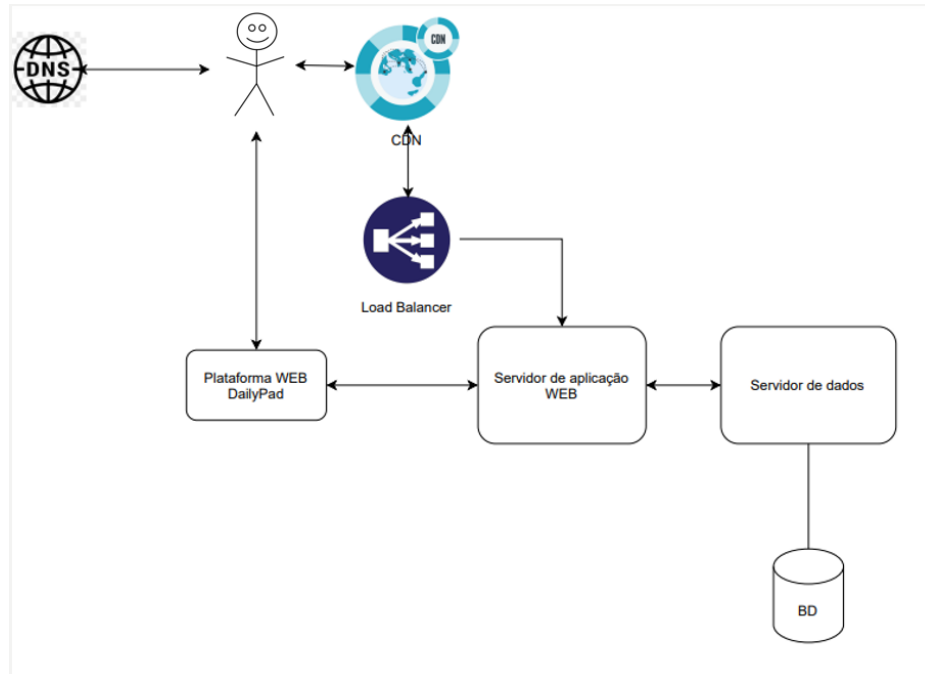 DNS
CDN
CDN
Load Balancer
Plataforma WEB
DailyPad
Servidor de aplicação
WEB
Servidor de dados
BD